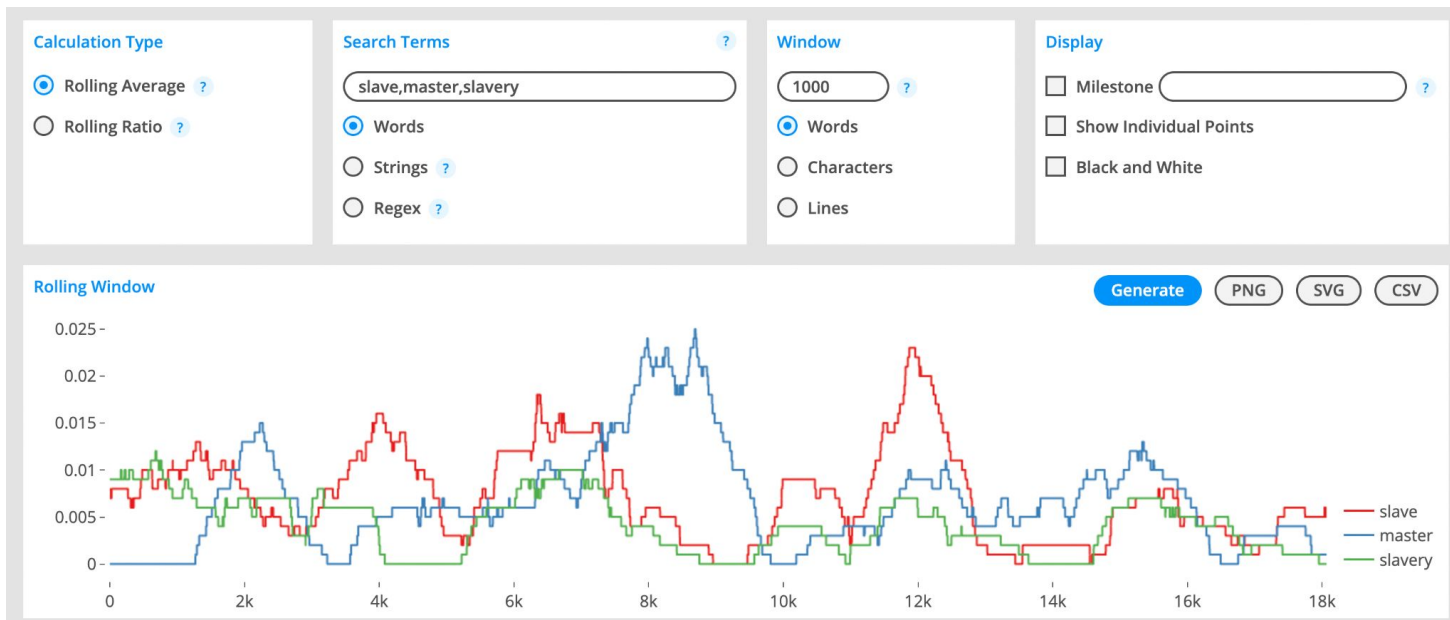 Calculation Type
Rolling Average ?
Rolling Ratio ?
Search Terms ?
slave,master,slavery
Words
Strings ?
Regex ?
Window
1000 ?
Words
Characters
Lines
Display
Milestone ?
Show Individual Points
Black and White
Rolling Window
Generate PNG SVG CSV
0.025
0.02
0.015
0.01
0.005
0
0 2k 4k 6k 8k 10k 12k 14k 16k 18k
slave
master
slavery